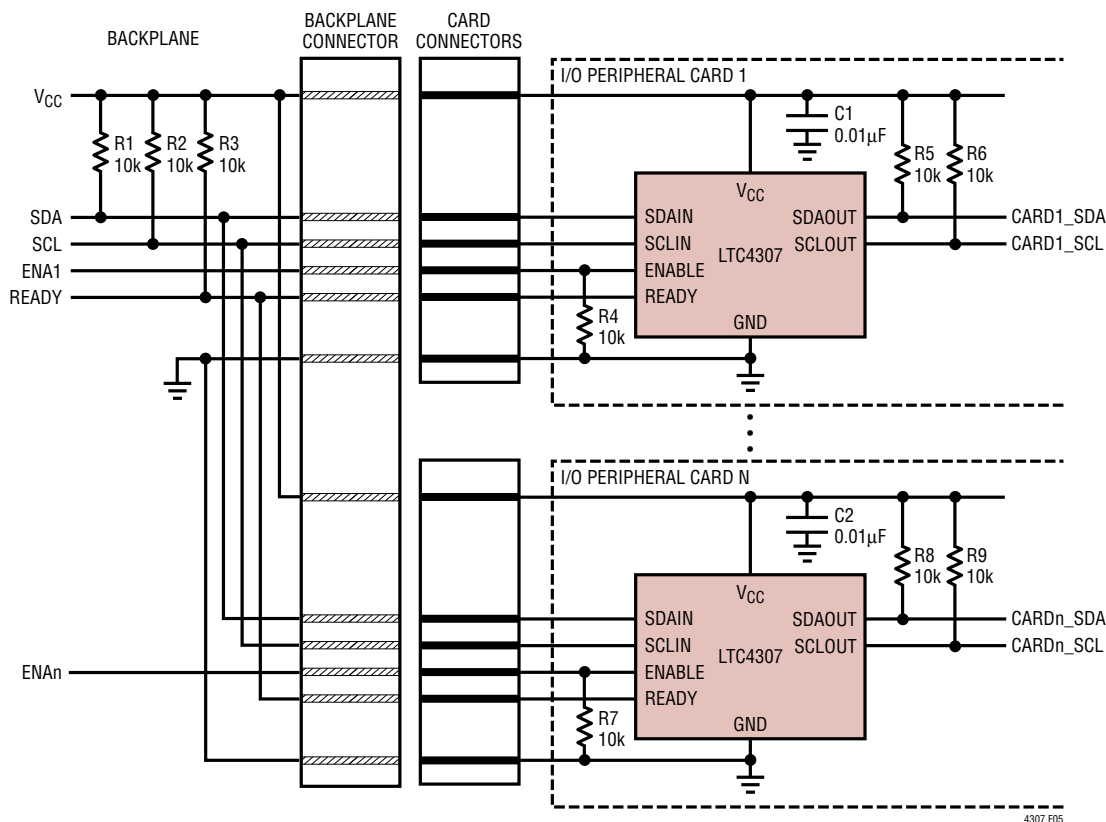 BACKPLANE
BACKPLANE
CONNECTOR
CARD
CONNECTORS
I/O PERIPHERAL CARD 1
VCC
R1
10k
R2
10k
R3
10k
C1
0.01μF
R5
10k
R6
10k
VCC
SDA
SCL
ENA1
READY
SDAIN
SCLIN
ENABLE
READY
LTC4307
SDAOUT
SCLOUT
GND
CARD1_SDA
CARD1_SCL
R4
10k
I/O PERIPHERAL CARD N
C2
0.01μF
R8
10k
R9
10k
VCC
SDAIN
SCLIN
ENABLE
READY
LTC4307
SDAOUT
SCLOUT
GND
CARDn_SDA
CARDn_SCL
ENAn
R7
10k
4307 F05